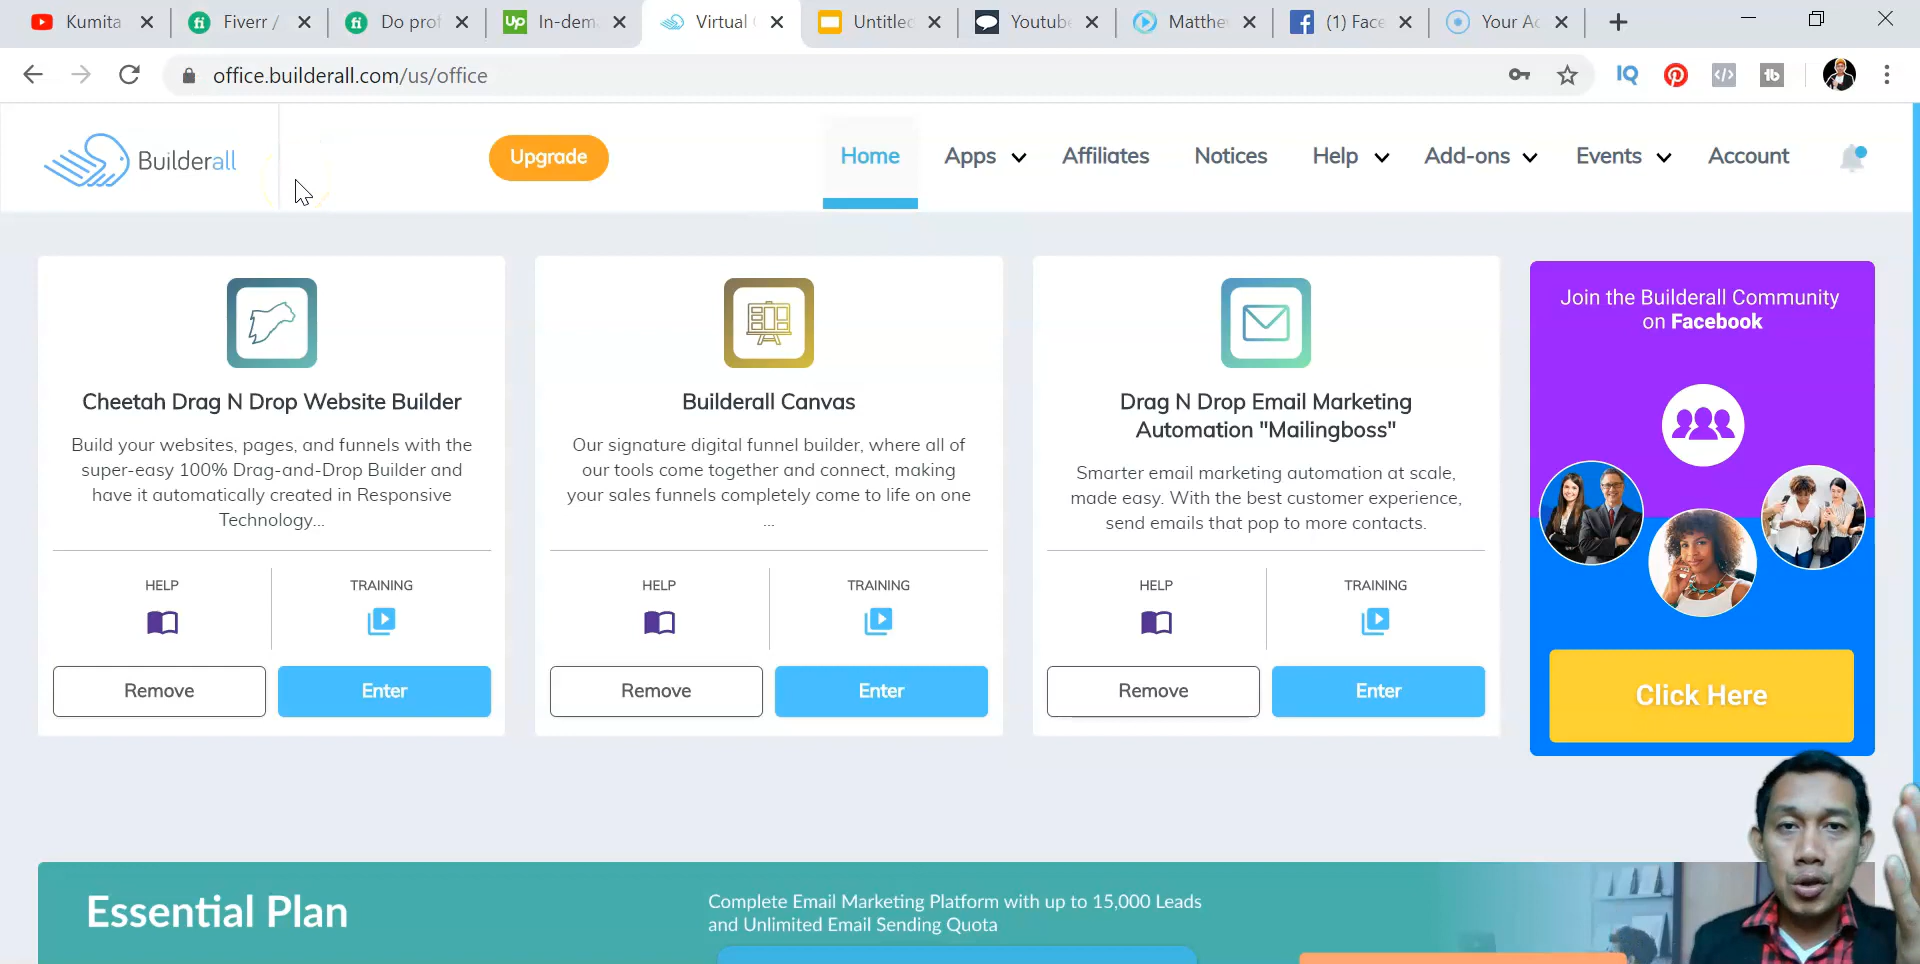 Kumita
Fiverr /
Do prof
Up
In-dem
Virtual
Untitled
Youtube
Matthe
(1) Face
Your Ac
office.builderall.com/us/office
IQ
tb
Builderall
Upgrade
Home
Apps
Affiliates
Notices
Help
Add-ons
Events
Account
Cheetah Drag N Drop Website Builder
Build your websites, pages, and funnels with the
super-easy 100% Drag-and-Drop Builder and
have it automatically created in Responsive
Technology...
HELP
TRAINING
Remove
Enter
Builderall Canvas
Our signature digital funnel builder, where all of
our tools come together and connect, making
your sales funnels completely come to life on one
...
HELP
TRAINING
Remove
Enter
Drag N Drop Email Marketing
Automation "Mailingboss"
Smarter email marketing automation at scale,
made easy. With the best customer experience,
send emails that pop to more contacts.
HELP
TRAINING
Remove
Enter
Join the Builderall Community
on Facebook
Click Here
Essential Plan
Complete Email Marketing Platform with up to 15,000 Leads
and Unlimited Email Sending Quota